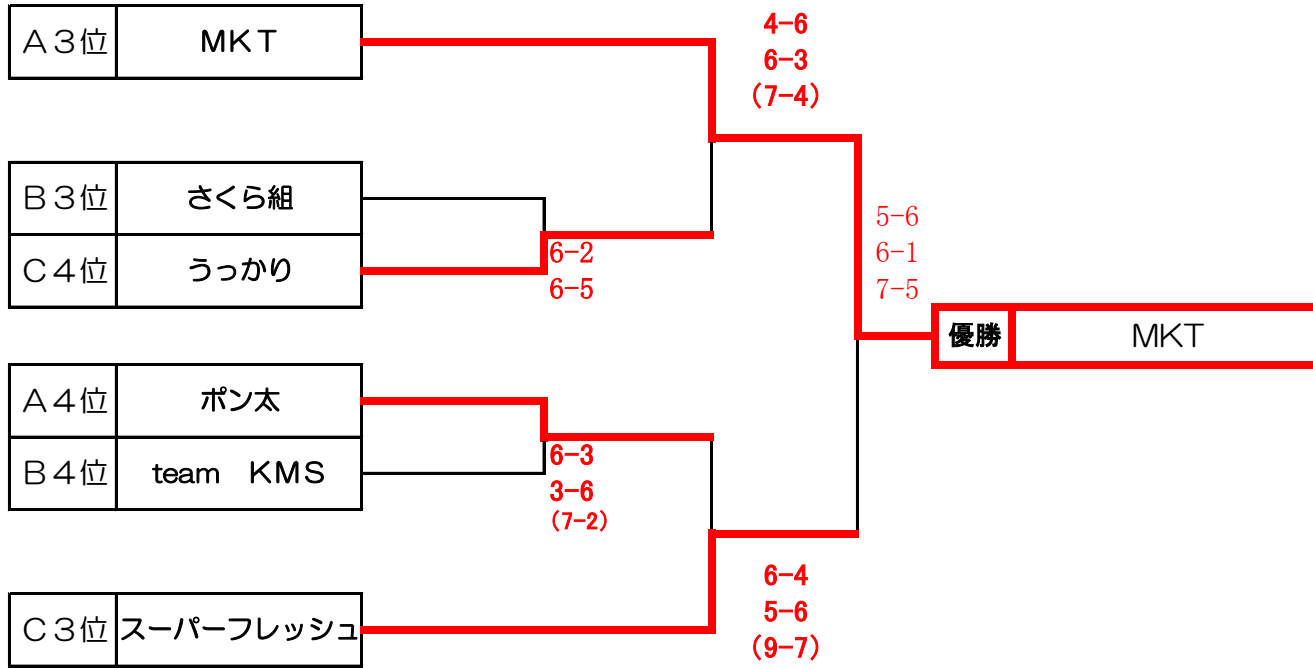 A3位 MKT
4-6
6-3
(7-4)
B3位 さくら組
C4位 うっかり
6-2
6-5
5-6
6-1
7-5
優勝 MKT
A4位 ポン太
B4位 team KMS
6-3
3-6
(7-2)
C3位 スーパーフレッシュ
6-4
5-6
(9-7)